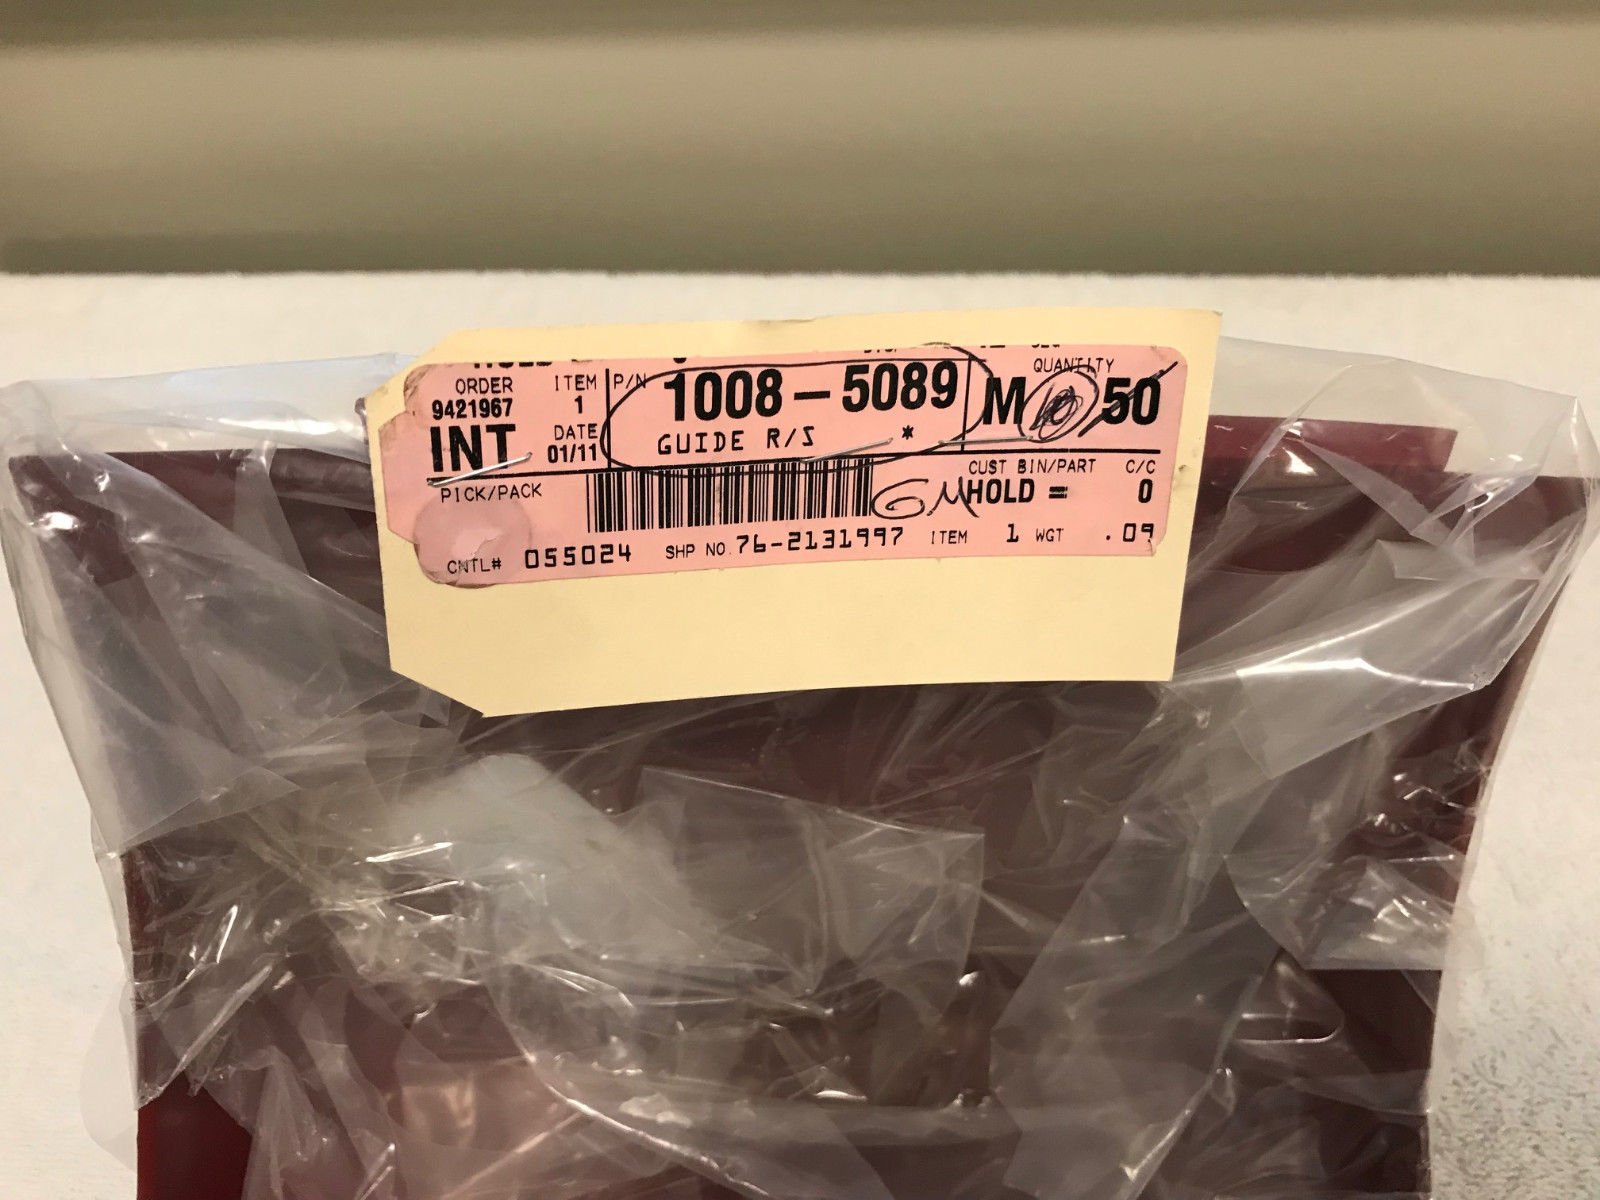 ORDER ITEM P/N 1008-5089 QUANTITY
9421967 1 M 50
INT DATE GUIDE R/S *
01/11
PICK/PACK GM CUST BIN/PART C/C
HOLD = 0
CNTL# 055024 SHP NO. 76-2131997 ITEM 1 WGT .09